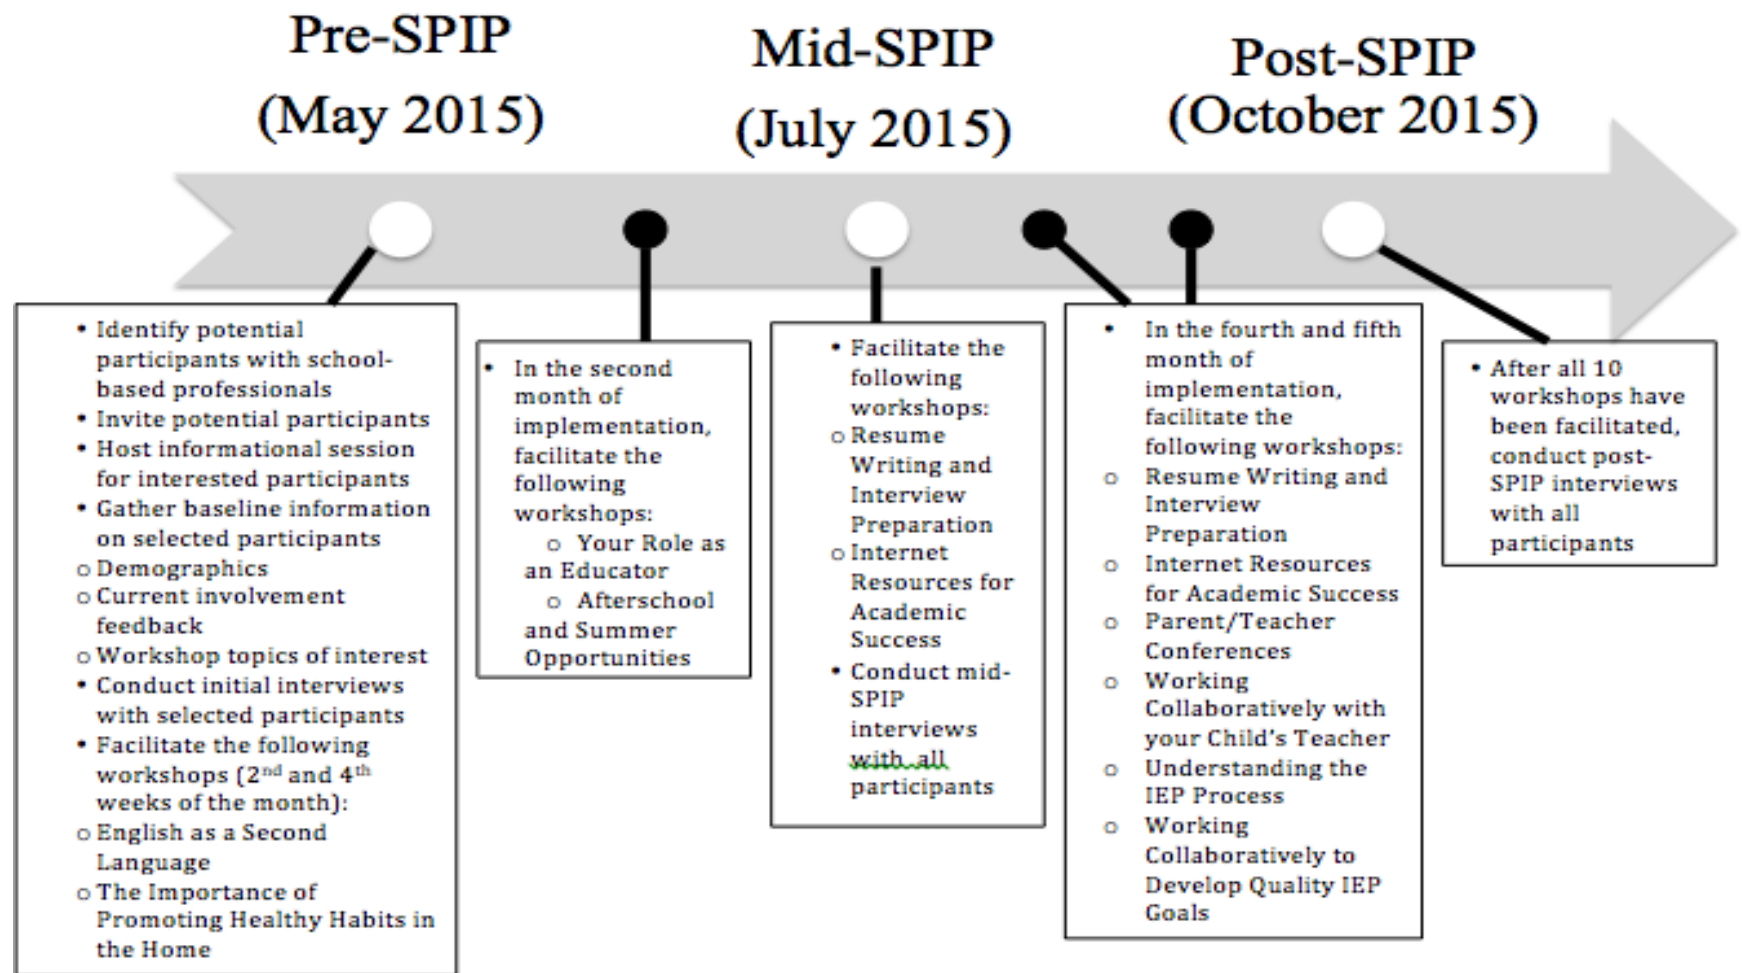 Pre-SPIP
(May 2015)
Mid-SPIP
(July 2015)
Post-SPIP
(October 2015)
• Identify potential
participants with school-
based professionals
• Invite potential participants
• Host informational session
for interested participants
• Gather baseline information
on selected participants
o Demographics
o Current involvement
feedback
o Workshop topics of interest
• Conduct initial interviews
with selected participants
• Facilitate the following
workshops (2nd and 4th
weeks of the month):
o English as a Second
Language
o The Importance of
Promoting Healthy Habits in
the Home
• In the second
month of
implementation,
facilitate the
following
workshops:
o Your Role as
an Educator
o Afterschool
and Summer
Opportunities
• Facilitate the
following
workshops:
o Resume
Writing and
Interview
Preparation
o Internet
Resources for
Academic
Success
• Conduct mid-
SPIP
interviews
with all
participants
• In the fourth and fifth
month of
implementation,
facilitate the
following workshops:
o Resume Writing and
Interview
Preparation
o Internet Resources
for Academic Success
o Parent/Teacher
Conferences
o Working
Collaboratively with
your Child's Teacher
o Understanding the
IEP Process
o Working
Collaboratively to
Develop Quality IEP
Goals
• After all 10
workshops have
been facilitated,
conduct post-
SPIP interviews
with all
participants